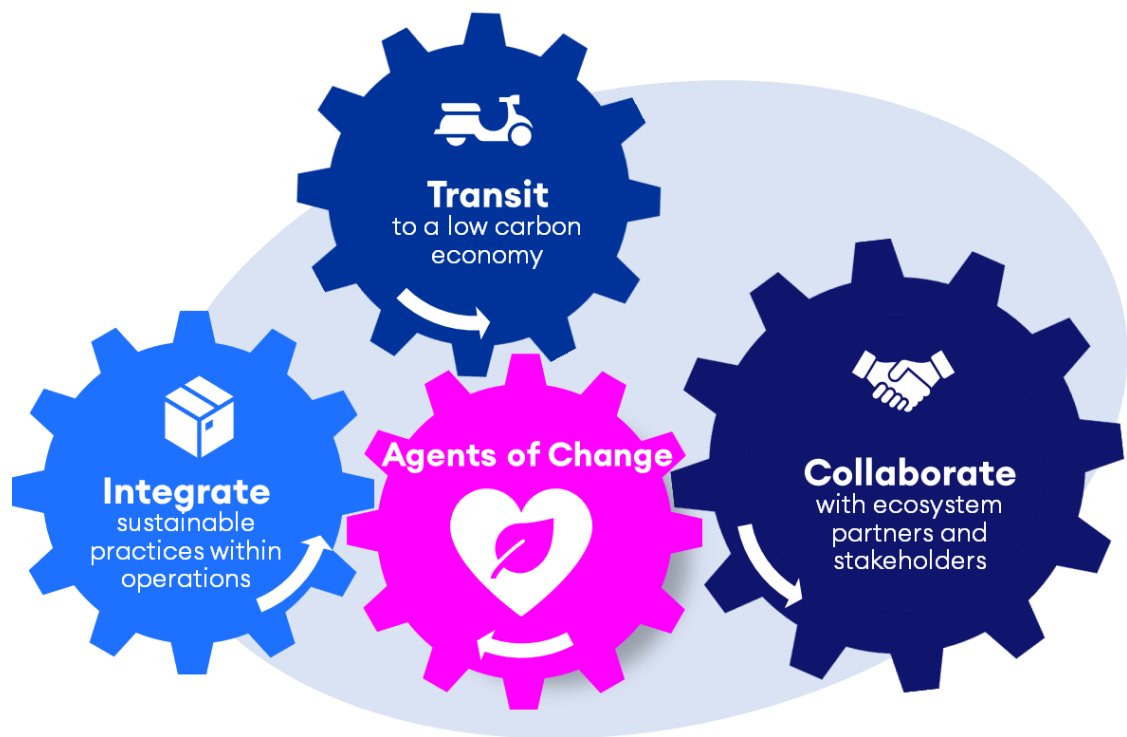 Transit
to a low carbon
economy
Integrate
sustainable
practices within
operations
Agents of Change
Collaborate
with ecosystem
partners and
stakeholders